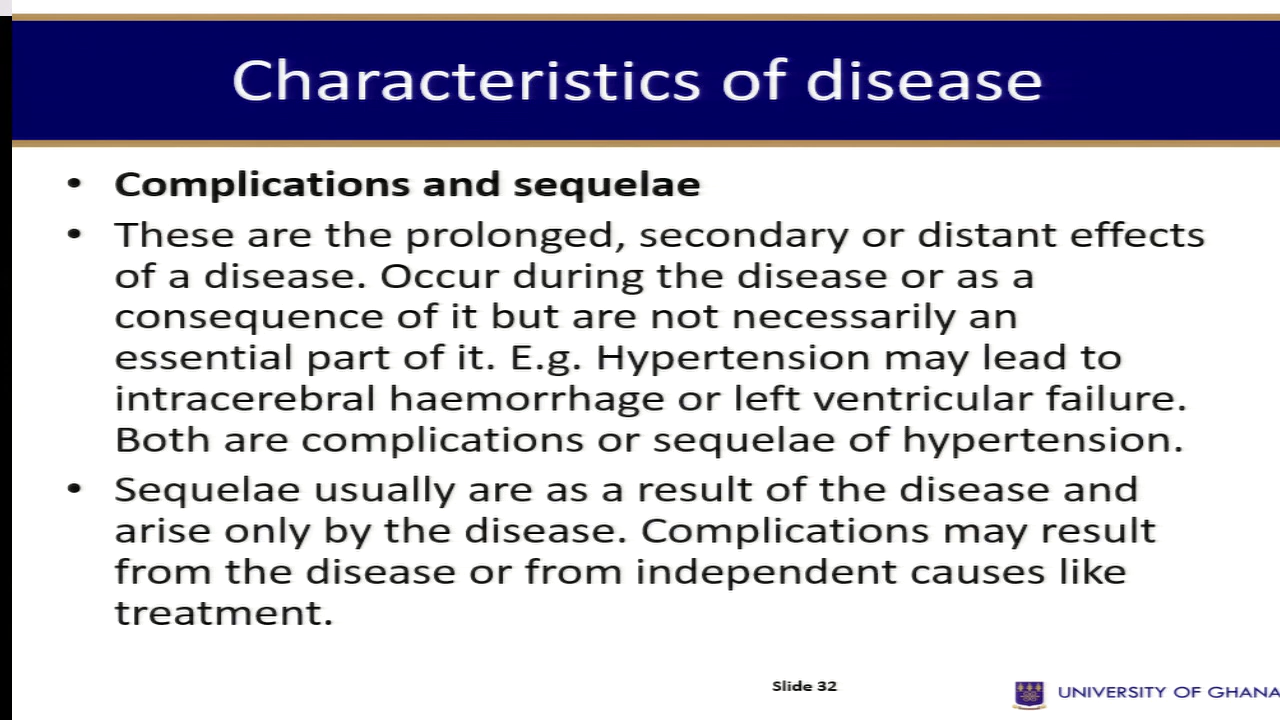 Characteristics of disease
• Complications and sequelae
• These are the prolonged, secondary or distant effects
of a disease. Occur during the disease or as a
consequence of it but are not necessarily an
essential part of it. E.g. Hypertension may lead to
intracerebral haemorrhage or left ventricular failure.
Both are complications or sequelae of hypertension.
• Sequelae usually are as a result of the disease and
arise only by the disease. Complications may result
from the disease or from independent causes like
treatment.
Slide 32
UNIVERSITY OF GHANA